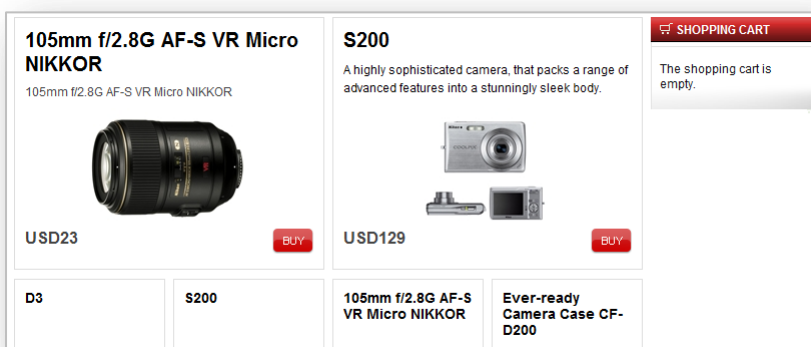 105mm f/2.8G AF-S VR Micro
NIKKOR
105mm f/2.8G AF-S VR Micro NIKKOR
USD23
BUY
S200
A highly sophisticated camera, that packs a range of
advanced features into a stunningly sleek body.
Nikon
COOLPIX
USD129
BUY
SHOPPING CART
The shopping cart is
empty.
D3
S200
105mm f/2.8G AF-S
VR Micro NIKKOR
Ever-ready
Camera Case CF-
D200